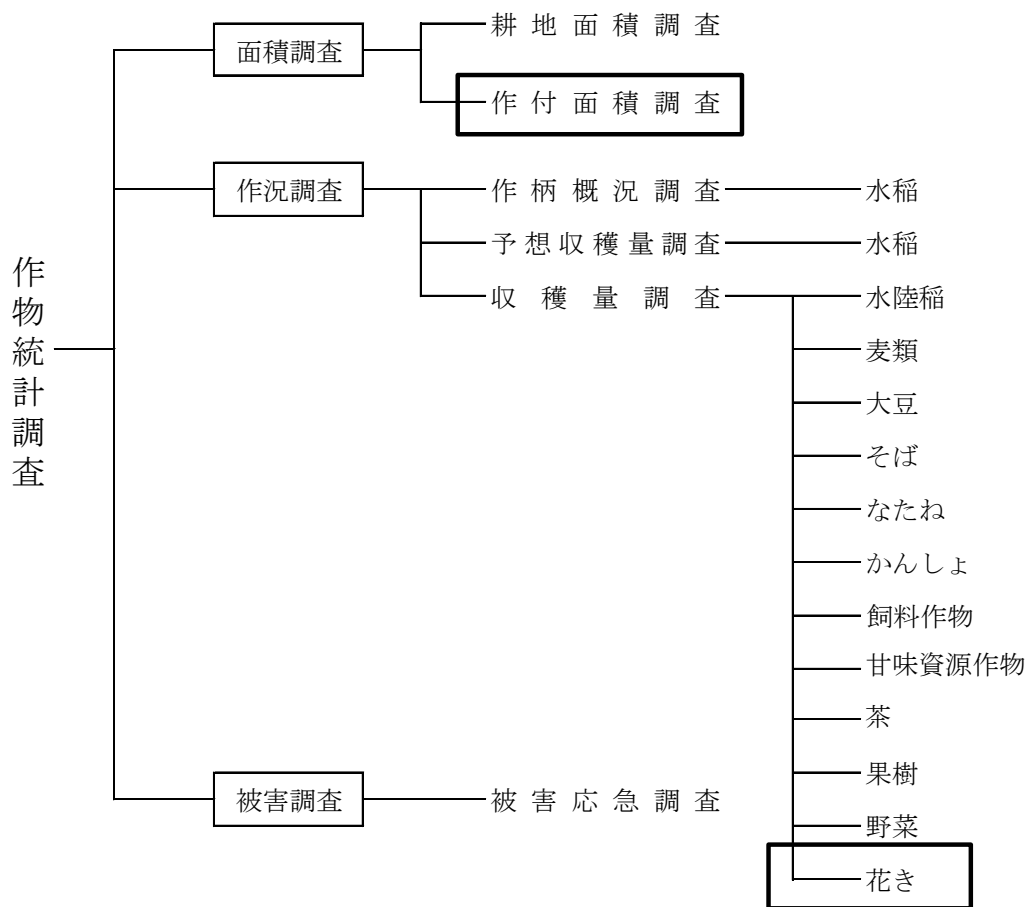 作物統計調査
面積調査
耕地面積調査
作付面積調査
作況調査
作柄概況調査
水稲
予想収穫量調査
水稲
収穫量調査
水陸稲
麦類
大豆
そば
なたね
かんしょ
飼料作物
甘味資源作物
茶
果樹
野菜
花き
被害調査
被害応急調査